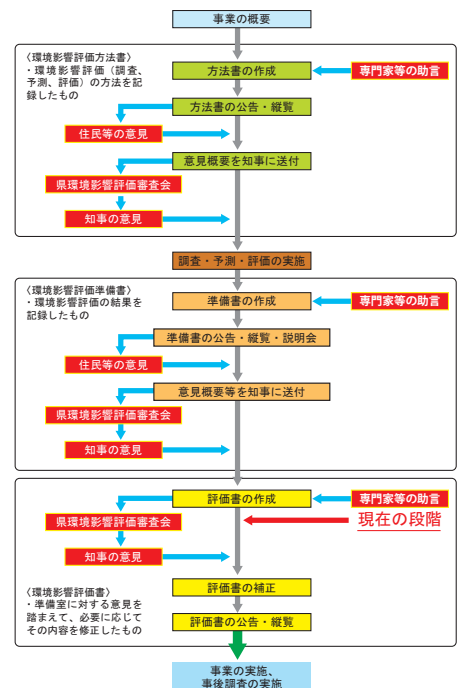 事業の概要
〈環境影響評価方法書〉
・環境影響評価（調査、
予測、評価）の方法を記
録したもの
方法書の作成
専門家等の助言
方法書の公告・縦覧
住民等の意見
意見概要を知事に送付
県環境影響評価審査会
知事の意見
調査・予測・評価の実施
〈環境影響評価準備書〉
・環境影響評価の結果を
記録したもの
準備書の作成
専門家等の助言
準備書の公告・縦覧・説明会
住民等の意見
意見概要等を知事に送付
県環境影響評価審査会
知事の意見
評価書の作成
専門家等の助言
現在の段階
県環境影響評価審査会
知事の意見
〈環境影響評価書〉
・準備室に対する意見を
踏まえて、必要に応じて
その内容を修正したもの
評価書の補正
評価書の公告・縦覧
事業の実施、
事後調査の実施